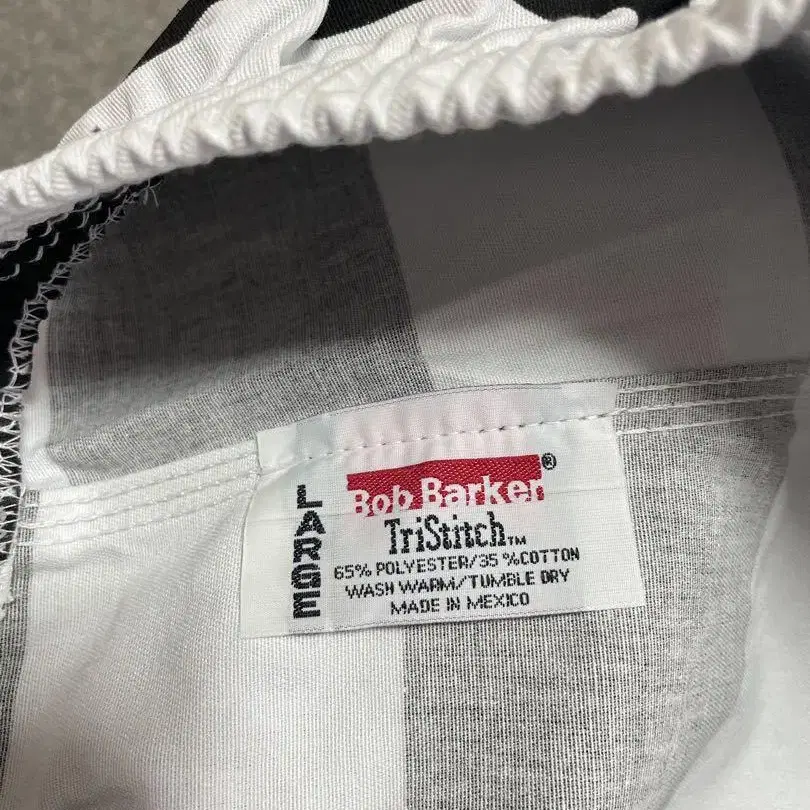 LARGE
Bob Barker®
TriStitch™
65% POLYESTER/35 %COTTON
WASH WARM/TUMBLE DRY
MADE IN MEXICO